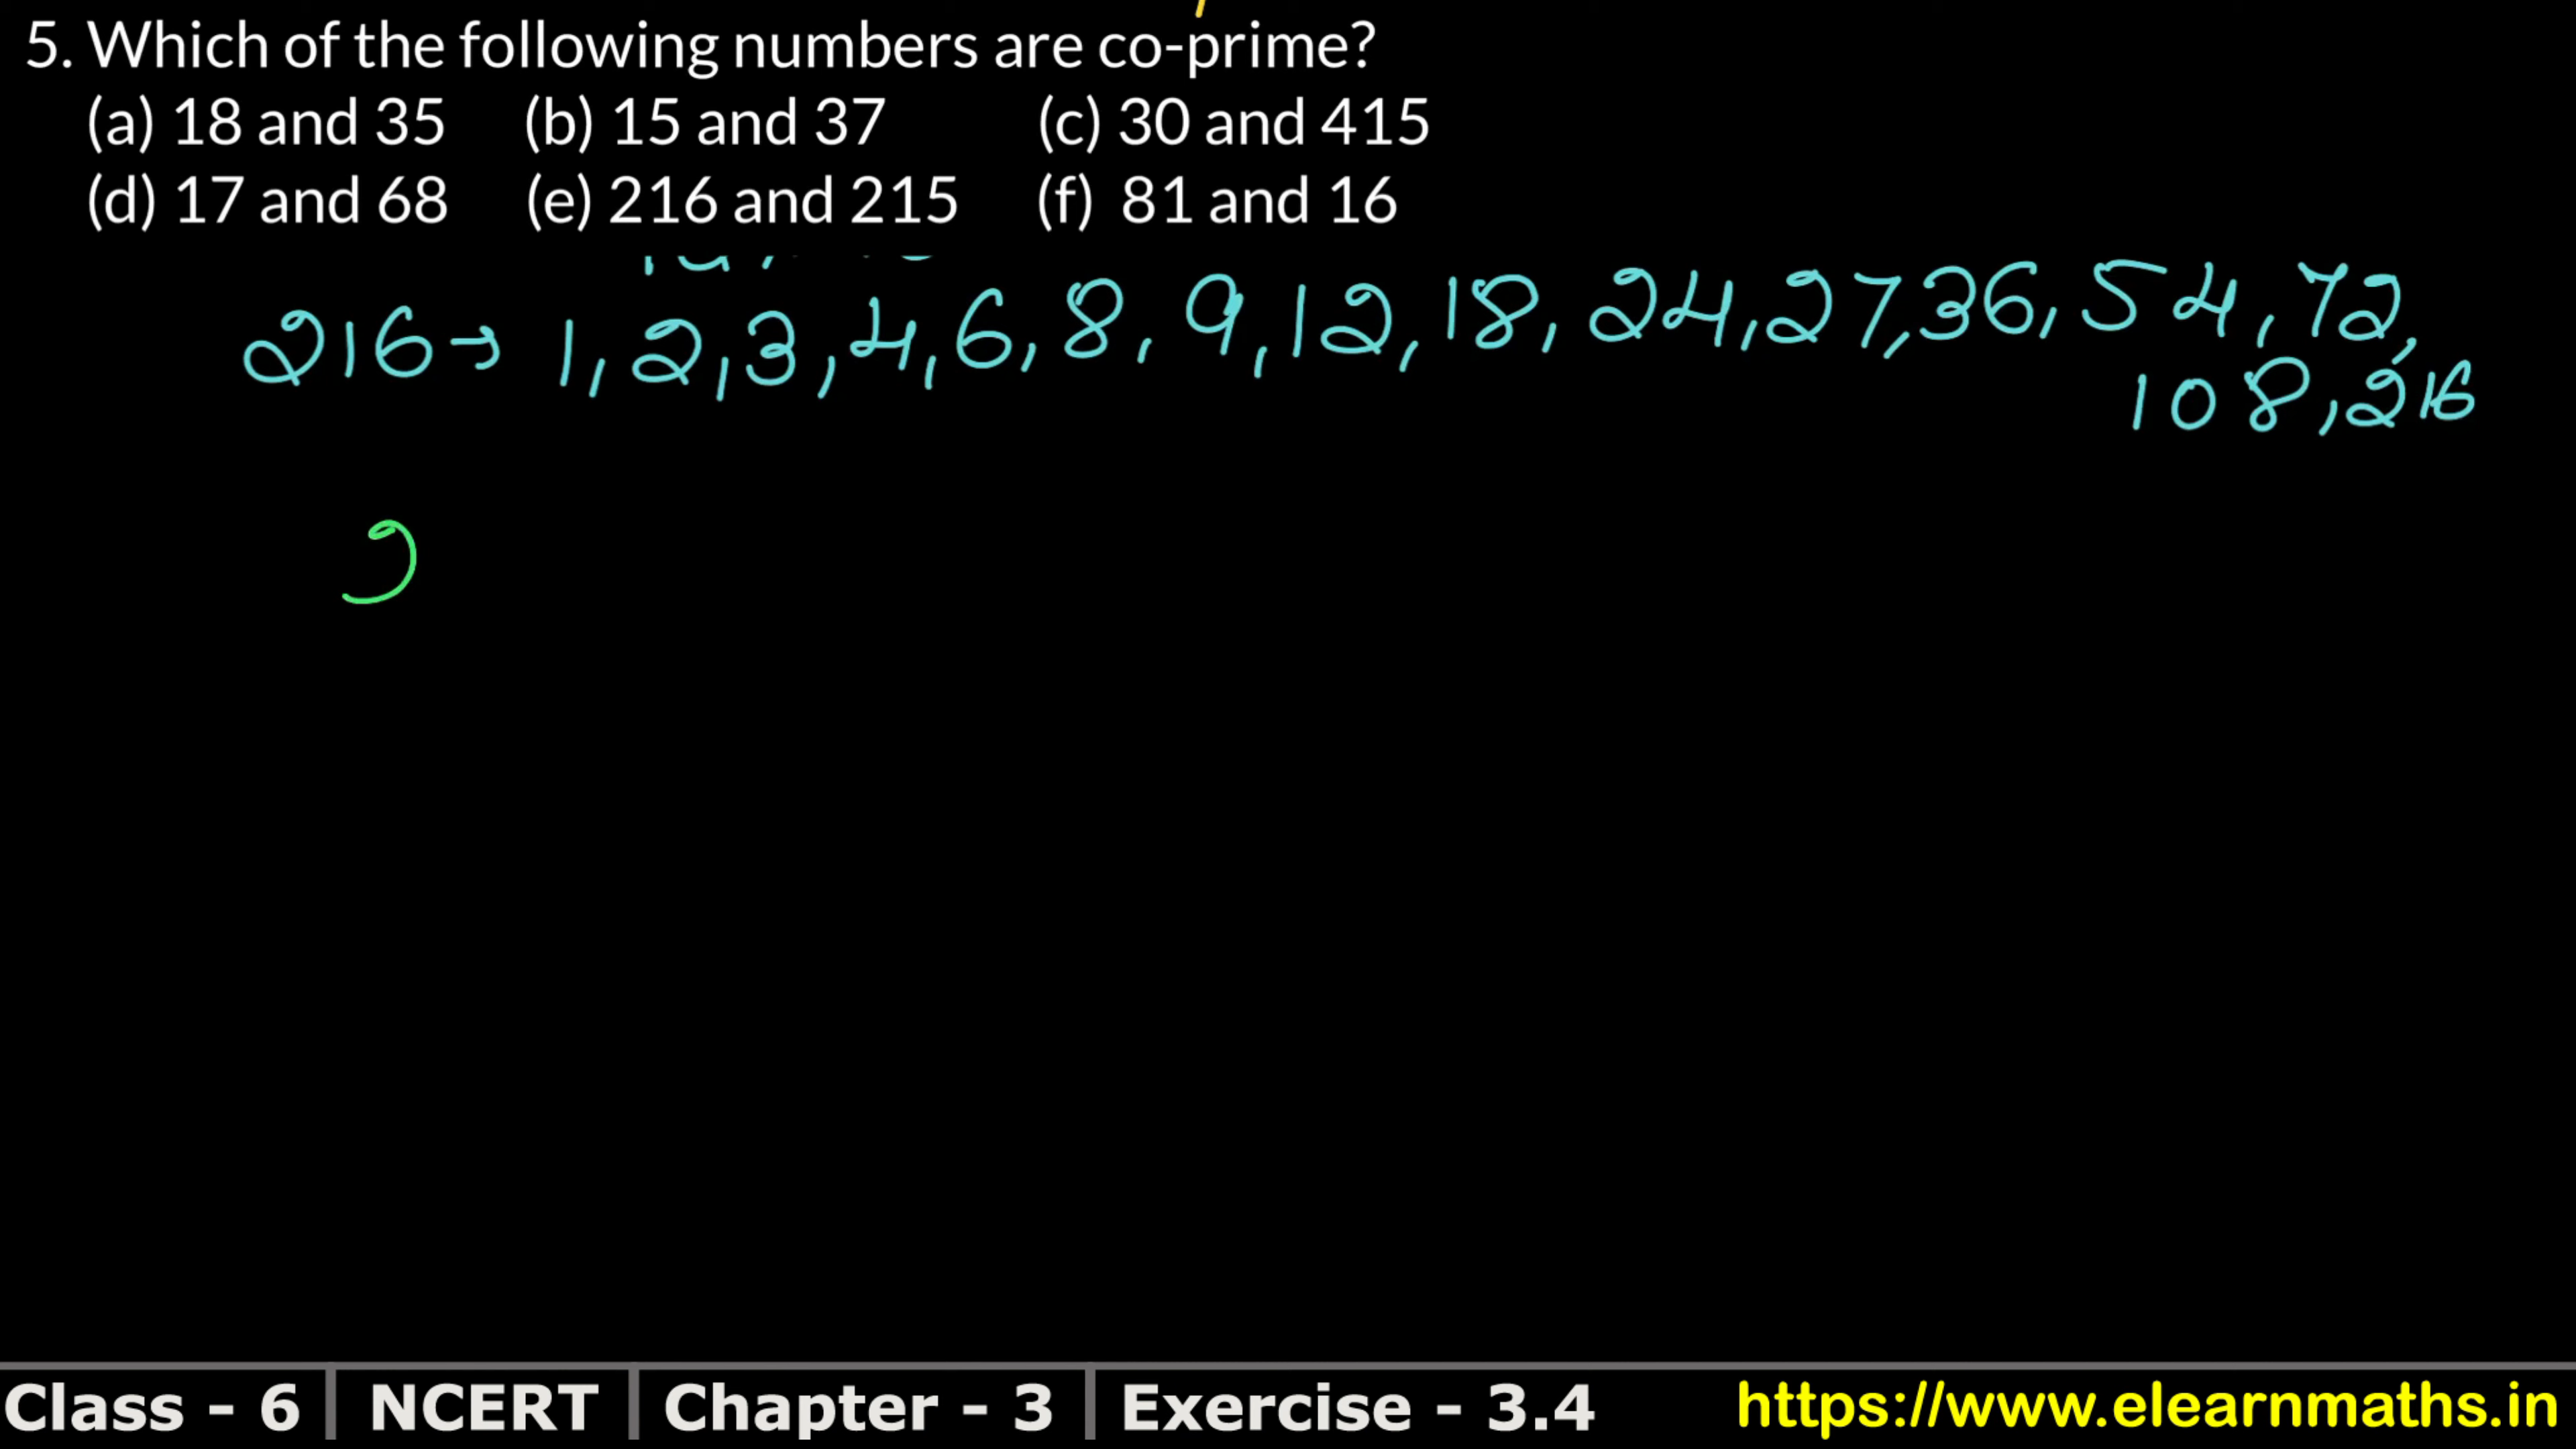 5. Which of the following numbers are co-prime?
(a) 18 and 35 (b) 15 and 37 (c) 30 and 415
(d) 17 and 68 (e) 216 and 215 (f) 81 and 16
216→ 1,2,3,4,6,8,9,12,18,24,27,36,54,72,
108,216
2
Class - 6 | NCERT | Chapter - 3 | Exercise - 3.4 https://www.elearnmaths.in